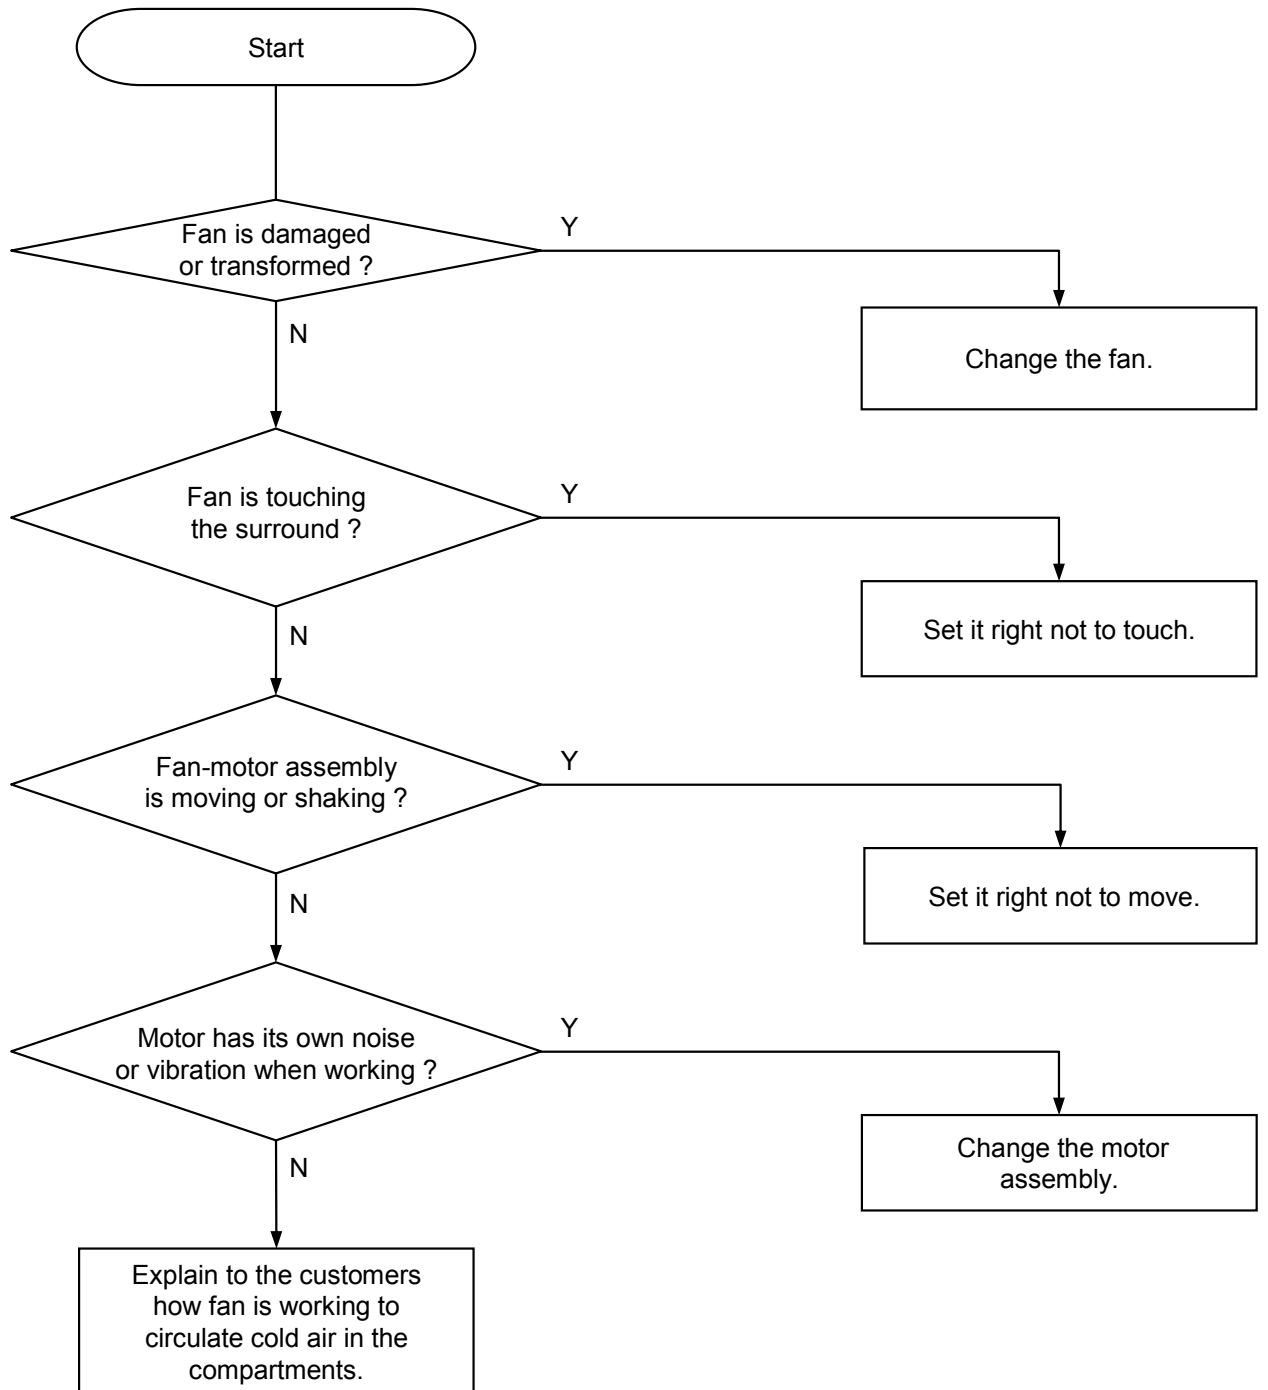 Start
Fan is damaged
or transformed ?
Y
N
Change the fan.
Fan is touching
the surround ?
Y
N
Set it right not to touch.
Fan-motor assembly
is moving or shaking ?
Y
N
Set it right not to move.
Motor has its own noise
or vibration when working ?
Y
N
Change the motor
assembly.
Explain to the customers
how fan is working to
circulate cold air in the
compartments.